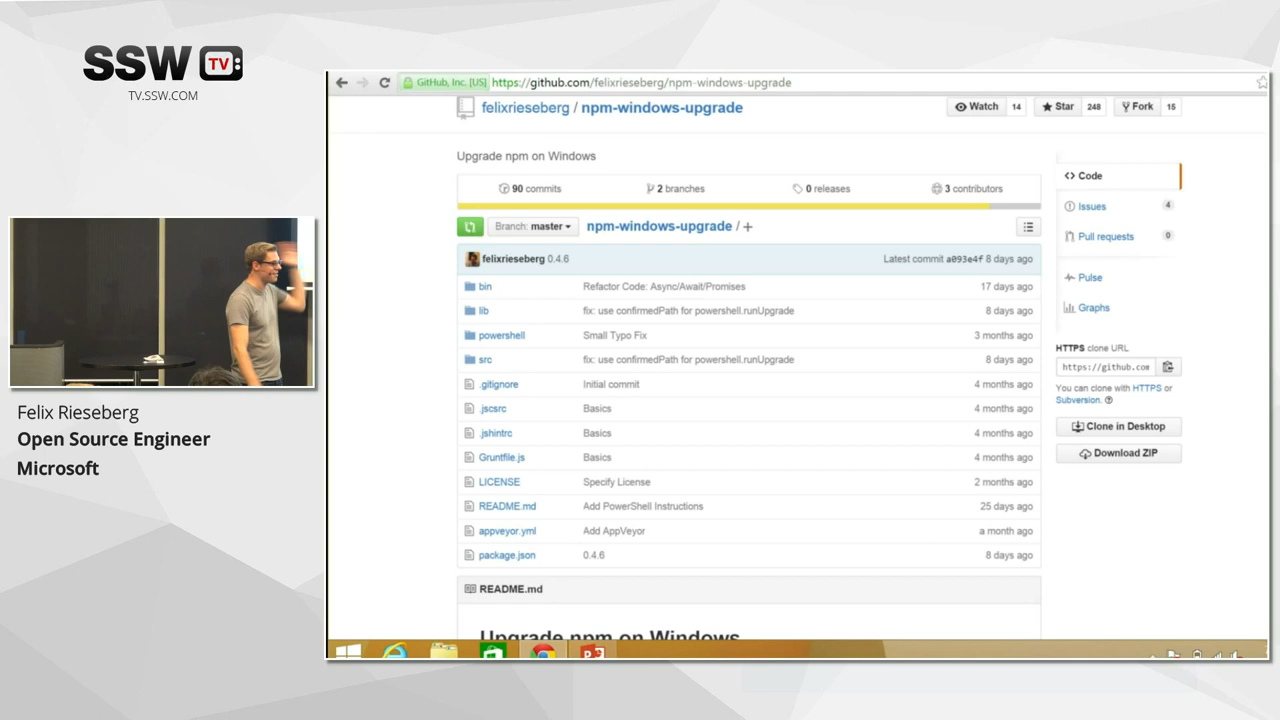 SSW TV:
TV.SSW.COM
GitHub, Inc. [US] https://github.com/felixrieseberg/npm-windows-upgrade
felixrieseberg / npm-windows-upgrade
Watch 14 Star 248 Fork 15
Upgrade npm on Windows
90 commits 2 branches 0 releases 3 contributors
Branch: master npm-windows-upgrade / +
felixrieseberg 0.4.6 Latest commit a093e4f 8 days ago
bin Refactor Code: Async/Await/Promises 17 days ago
lib fix: use confirmedPath for powershell.runUpgrade 8 days ago
powershell Small Typo Fix 3 months ago
src fix: use confirmedPath for powershell.runUpgrade 8 days ago
.gitignore Initial commit 4 months ago
.jscsrc Basics 4 months ago
.jshintrc Basics 4 months ago
Gruntfile.js Basics 4 months ago
LICENSE Specify License 2 months ago
README.md Add PowerShell Instructions 25 days ago
appveyor.yml Add AppVeyor a month ago
package.json 0.4.6 8 days ago
README.md
Upgrade npm on Windows
<> Code
Issues 4
Pull requests 0
Pulse
Graphs
HTTPS clone URL
https://github.com
You can clone with HTTPS or
Subversion.
Clone in Desktop
Download ZIP
Felix Rieseberg
Open Source Engineer
Microsoft